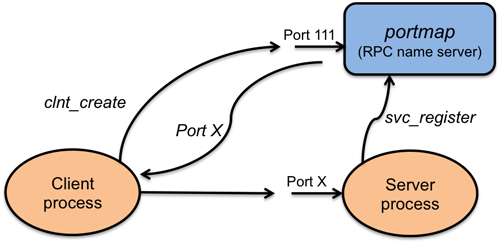 Port 111
portmap
(RPC name server)
clnt_create
Port X
svc_register
Client
process
Port X
Server
process